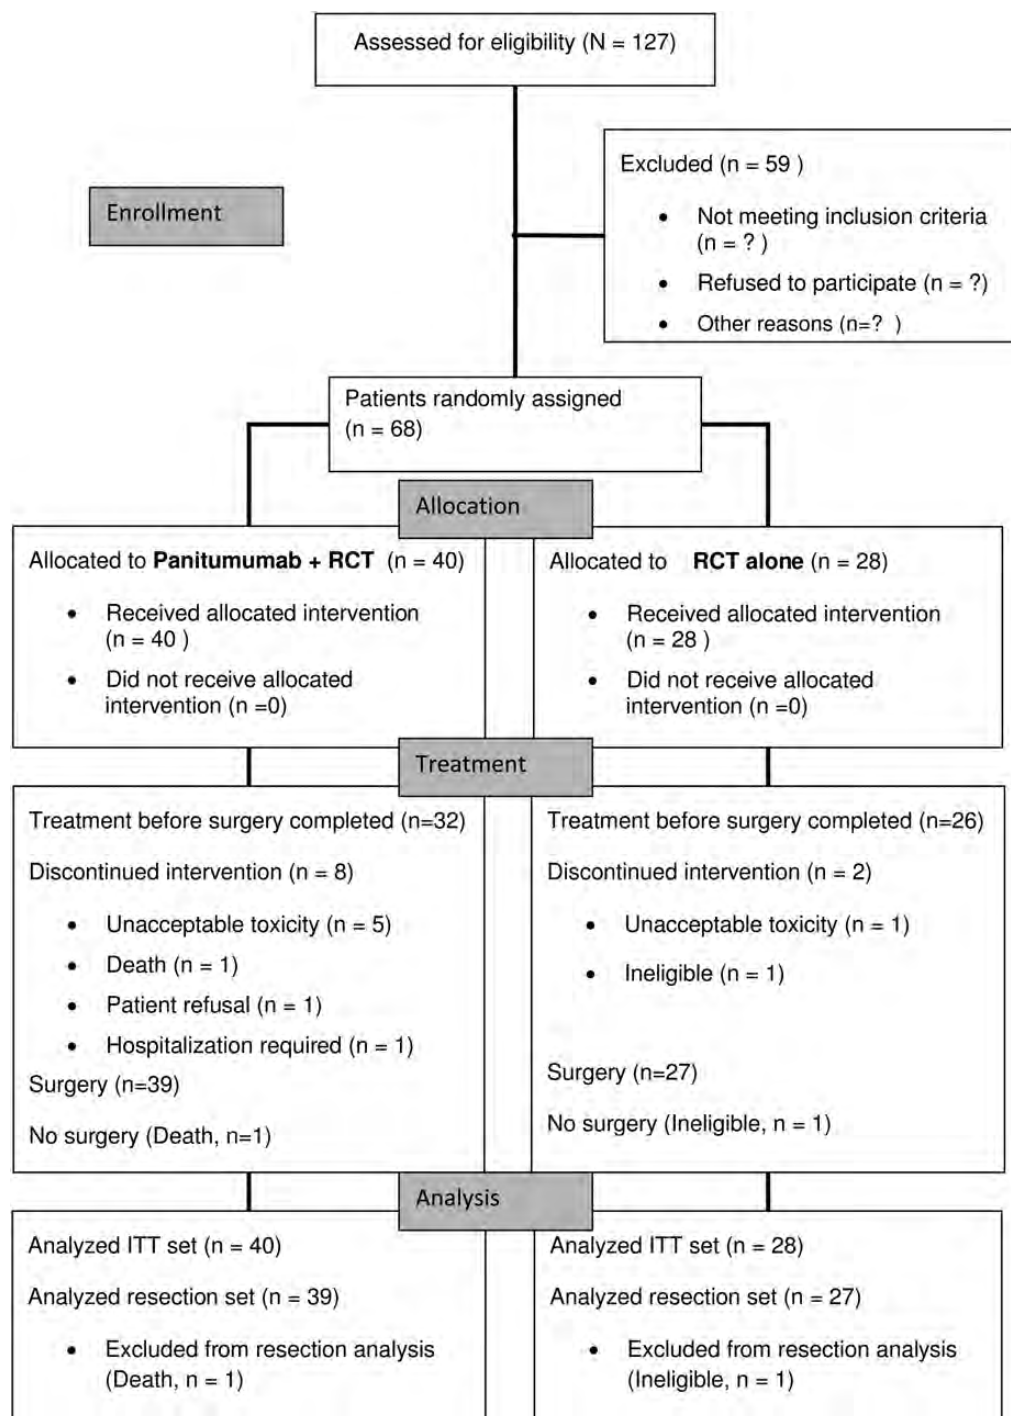 Assessed for eligibility (N = 127)
Excluded (n = 59 )
• Not meeting inclusion criteria
(n = ? )
• Refused to participate (n = ?)
• Other reasons (n=? )
Enrollment
Patients randomly assigned
(n = 68)
Allocation
Allocated to Panitumumab + RCT (n = 40)
• Received allocated intervention
(n = 40 )
• Did not receive allocated
intervention (n =0)
Allocated to RCT alone (n = 28)
• Received allocated intervention
(n = 28 )
• Did not receive allocated
intervention (n =0)
Treatment
Treatment before surgery completed (n=32)
Discontinued intervention (n = 8)
• Unacceptable toxicity (n = 5)
• Death (n = 1)
• Patient refusal (n = 1)
• Hospitalization required (n = 1)
Surgery (n=39)
No surgery (Death, n=1)
Treatment before surgery completed (n=26)
Discontinued intervention (n = 2)
• Unacceptable toxicity (n = 1)
• Ineligible (n = 1)
Surgery (n=27)
No surgery (Ineligible, n = 1)
Analysis
Analyzed ITT set (n = 40)
Analyzed resection set (n = 39)
• Excluded from resection analysis
(Death, n = 1)
Analyzed ITT set (n = 28)
Analyzed resection set (n = 27)
• Excluded from resection analysis
(Ineligible, n = 1)